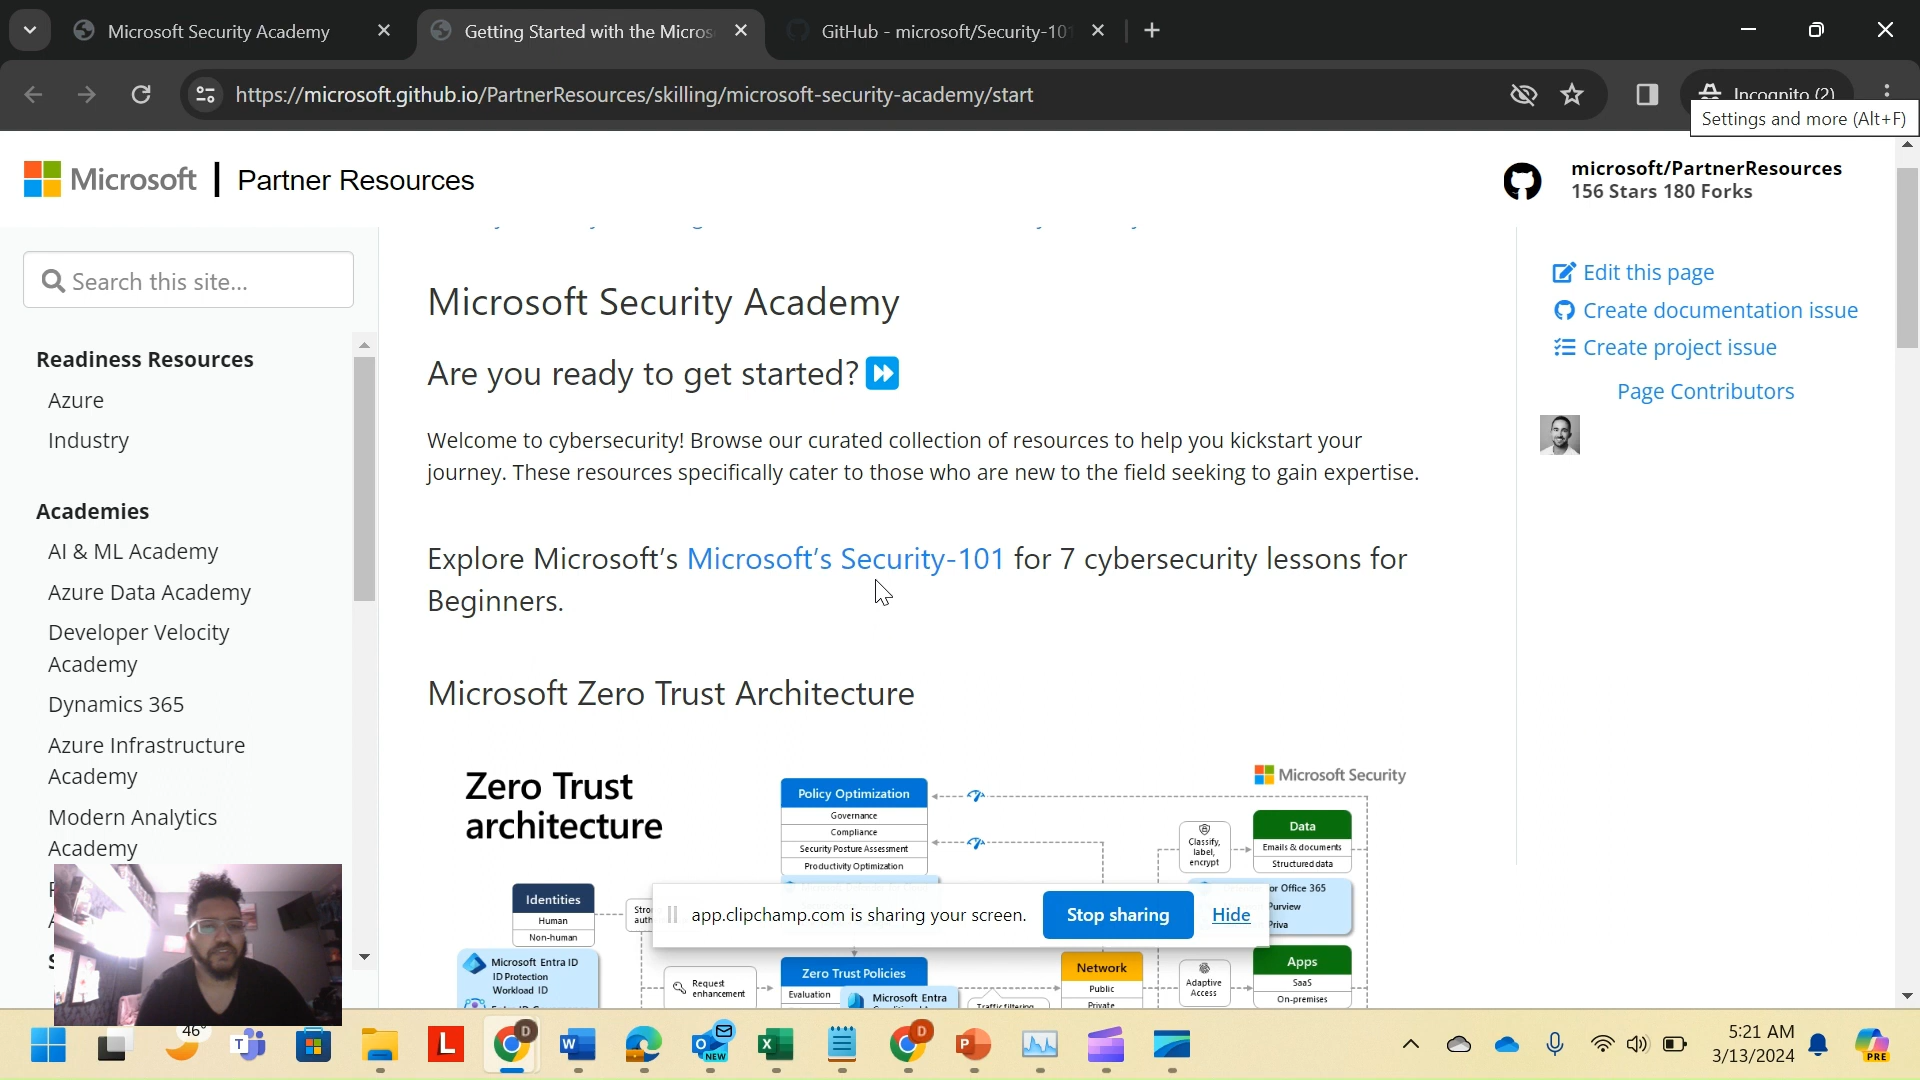 Microsoft Security Academy
Getting Started with the Micros
GitHub - microsoft/Security-101
https://microsoft.github.io/PartnerResources/skilling/microsoft-security-academy/start
Incognito (2)
Settings and more (Alt+F)
Microsoft | Partner Resources
microsoft/PartnerResources
156 Stars 180 Forks
Search this site...
Readiness Resources
Azure
Industry
Academies
AI & ML Academy
Azure Data Academy
Developer Velocity
Academy
Dynamics 365
Azure Infrastructure
Academy
Modern Analytics
Academy
Microsoft Security Academy
Are you ready to get started?
Welcome to cybersecurity! Browse our curated collection of resources to help you kickstart your
journey. These resources specifically cater to those who are new to the field seeking to gain expertise.
Explore Microsoft's Microsoft's Security-101 for 7 cybersecurity lessons for
Beginners.
Microsoft Zero Trust Architecture
Edit this page
Create documentation issue
Create project issue
Page Contributors
Zero Trust
architecture
Microsoft Security
Policy Optimization
Governance
Compliance
Security Posture Assessment
Productivity Optimization
Classify,
label,
encrypt
Data
Emails & documents
Structured data
or Office 365
Identities
Human
Non-human
app.clipchamp.com is sharing your screen.
Stop sharing
Hide
Microsoft Entra ID
ID Protection
Workload ID
Request
enhancement
Zero Trust Policies
Evaluation
Microsoft Entra
Network
Public
Private
Traffic filtering
Adaptive
Access
Apps
SaaS
On-premises
46°
NEW
PRE
5:21 AM
3/13/2024